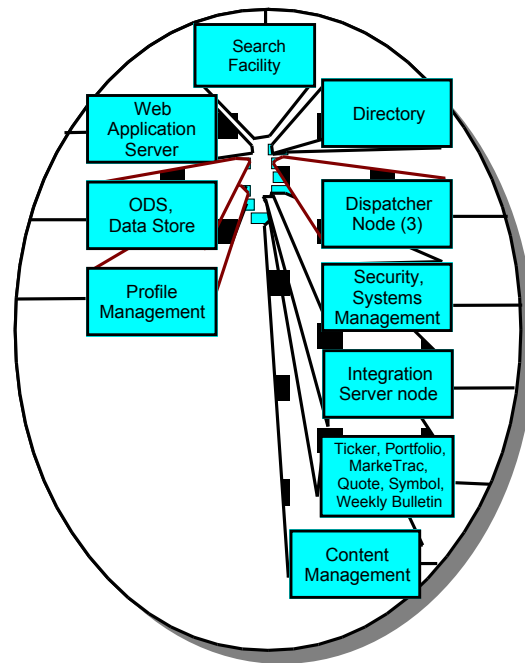 Search
Facility
Web
Application
Server
Directory
ODS,
Data Store
Dispatcher
Node (3)
Profile
Management
Security,
Systems
Management
Integration
Server node
Ticker, Portfolio,
MarkeTrac,
Quote, Symbol,
Weekly Bulletin
Content
Management